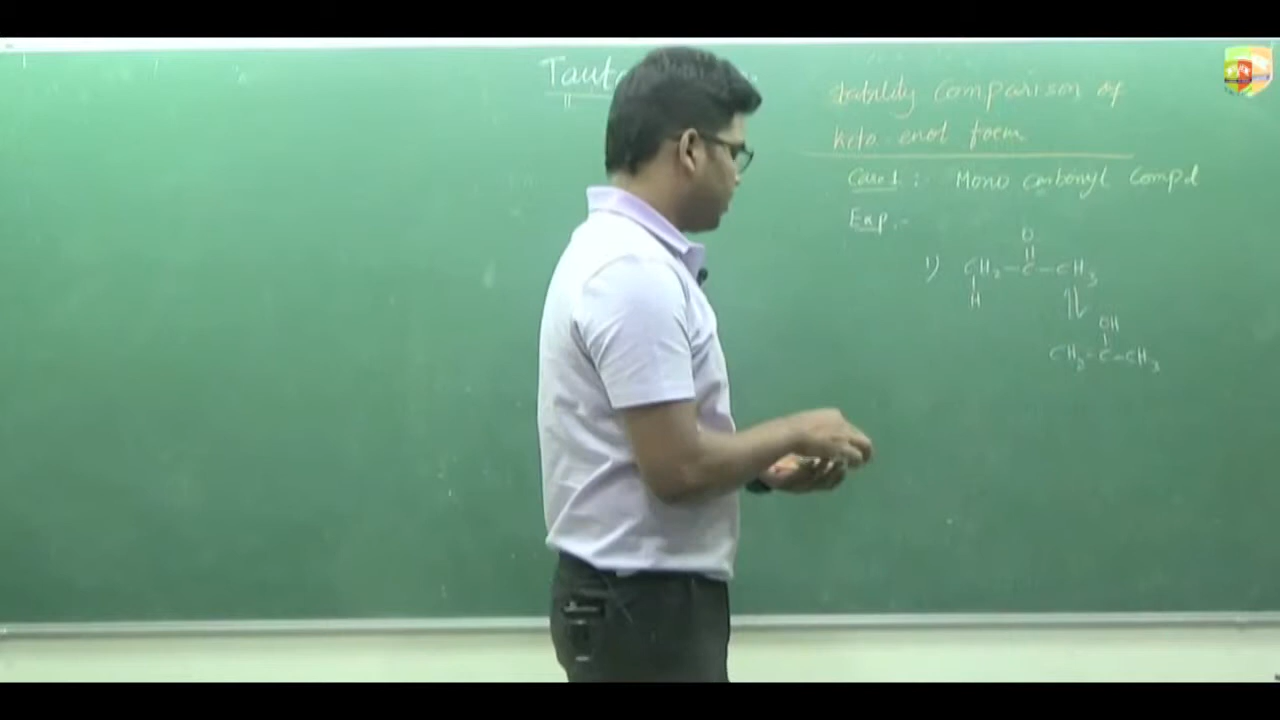 Taut
stability comparison of
keto enol form
Case 1 :- Mono carbonyl Compd
Exp.-
O
||
1) CH2-C-CH3
|
H
⇌
OH
|
CH2-C-CH3